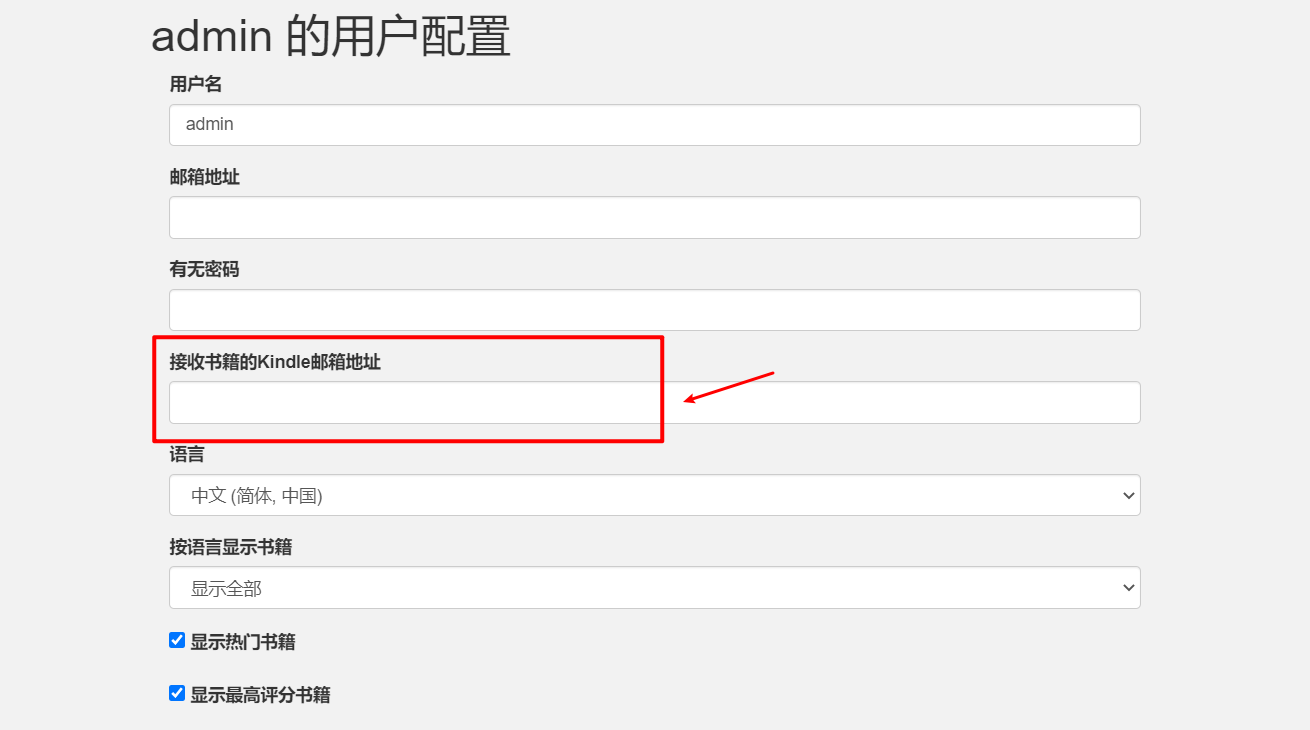 admin 的用户配置
用户名
admin
邮箱地址
有无密码
接收书籍的Kindle邮箱地址
语言
中文 (简体, 中国)
按语言显示书籍
显示全部
显示热门书籍
显示最高评分书籍